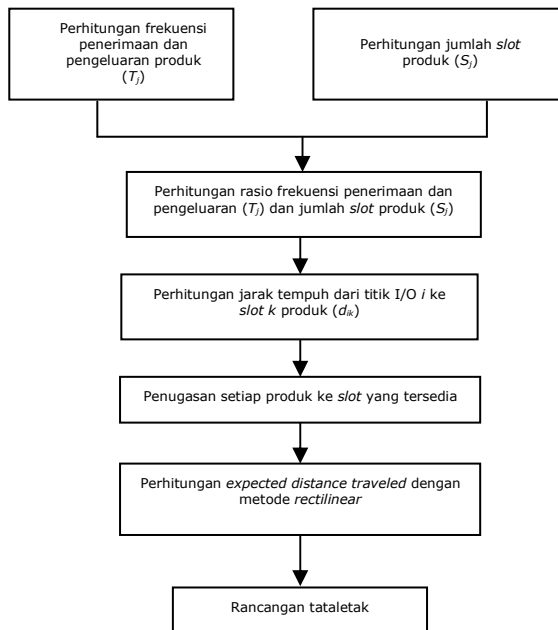 Perhitungan frekuensi
penerimaan dan
pengeluaran produk
(Tj)
Perhitungan jumlah slot
produk (Sj)
Perhitungan rasio frekuensi penerimaan dan
pengeluaran (Tj) dan jumlah slot produk (Sj)
Perhitungan jarak tempuh dari titik I/O i ke
slot k produk (dik)
Penugasan setiap produk ke slot yang tersedia
Perhitungan expected distance traveled dengan
metode rectilinear
Rancangan tataletak